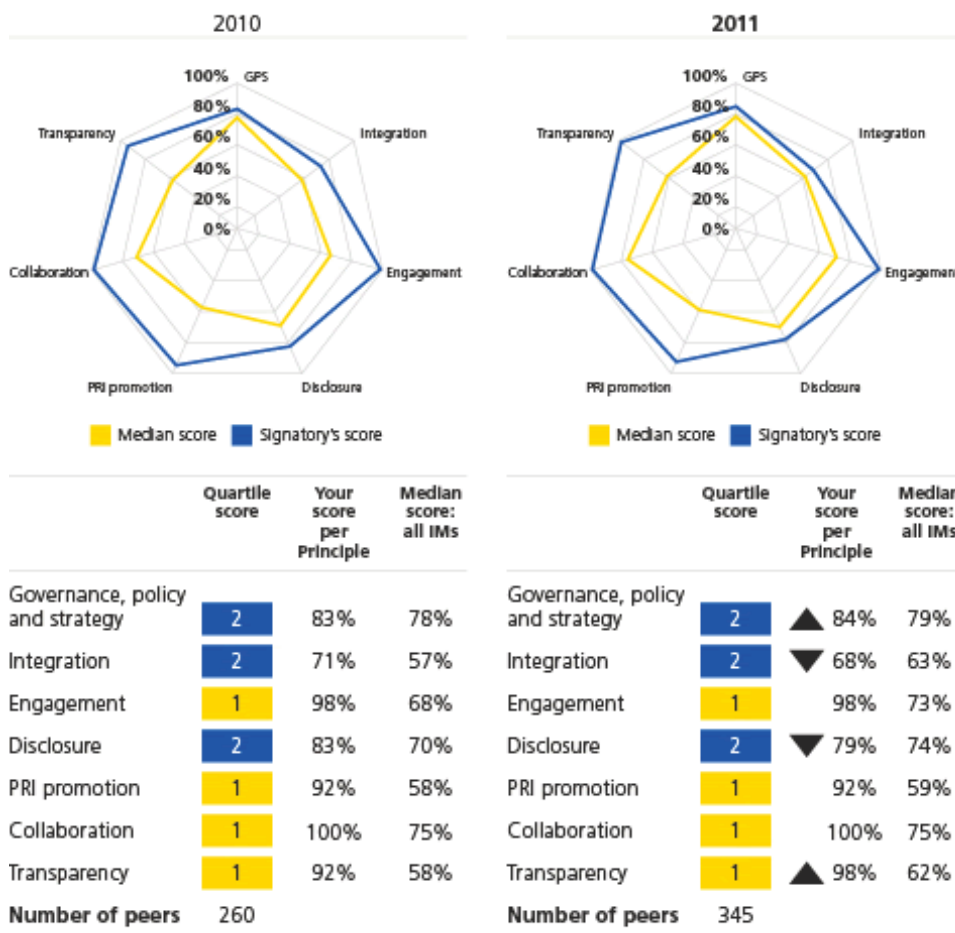 2010
100% GPS
80%
60%
40%
20%
0%
Transparency
Integration
Collaboration
Engagement
PRI promotion
Disclosure
Median score
Signatory's score
Quartile score
Your score per Principle
Median score: all IMs
Governance, policy and strategy 2 83% 78%
Integration 2 71% 57%
Engagement 1 98% 68%
Disclosure 2 83% 70%
PRI promotion 1 92% 58%
Collaboration 1 100% 75%
Transparency 1 92% 58%
Number of peers 260
2011
100% GPS
80%
60%
40%
20%
0%
Transparency
Integration
Collaboration
Engagement
PRI promotion
Disclosure
Median score
Signatory's score
Quartile score
Your score per Principle
Median score: all IMs
Governance, policy and strategy 2 ▲ 84% 79%
Integration 2 ▼ 68% 63%
Engagement 1 98% 73%
Disclosure 2 ▼ 79% 74%
PRI promotion 1 92% 59%
Collaboration 1 100% 75%
Transparency 1 ▲ 98% 62%
Number of peers 345